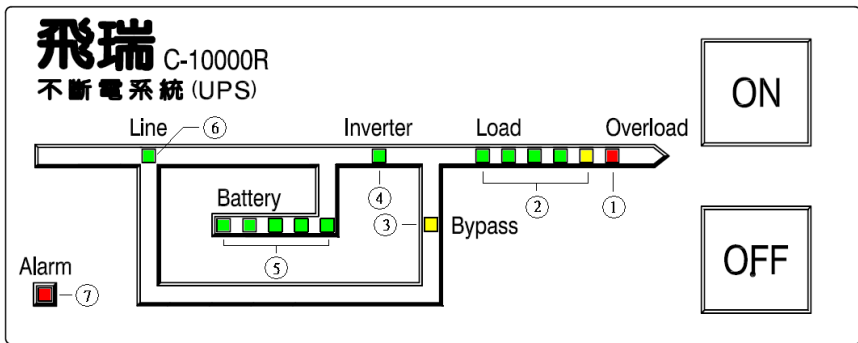 飛瑞 C-10000R
不斷電系統 (UPS)
ON
Line ⑥ Inverter Load Overload
④ ② ①
Battery
③ Bypass
⑤
OFF
Alarm
⑦